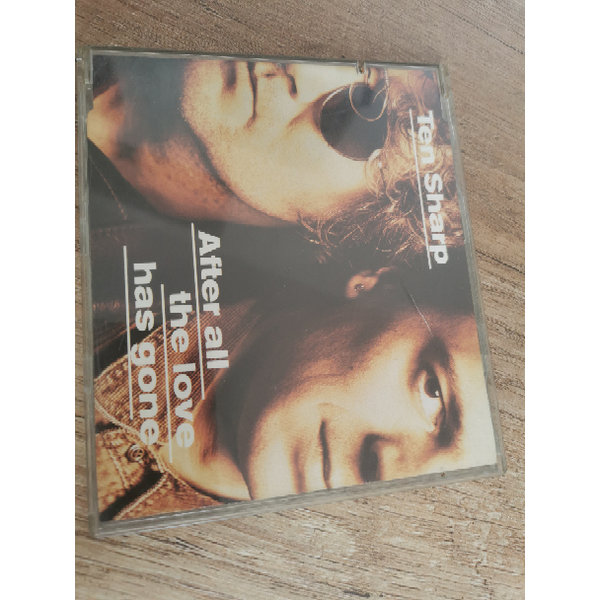 Ten Sharp
After all
the love
has gone